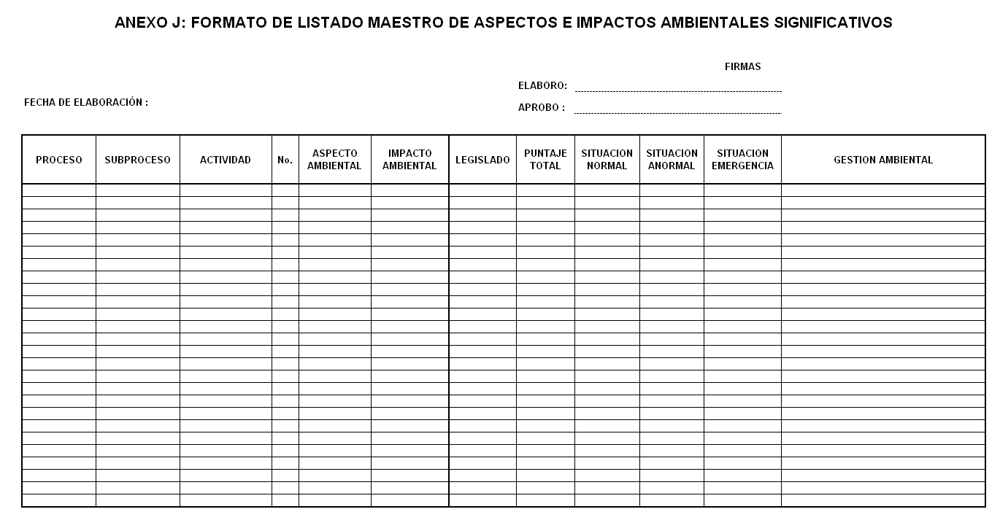 ANEXO J: FORMATO DE LISTADO MAESTRO DE ASPECTOS E IMPACTOS AMBIENTALES SIGNIFICATIVOS
FIRMAS
ELABORO:
FECHA DE ELABORACIÓN :
APROBO :
PROCESO
SUBPROCESO
ACTIVIDAD
No.
ASPECTO
AMBIENTAL
IMPACTO
AMBIENTAL
LEGISLADO
PUNTAJE
TOTAL
SITUACION
NORMAL
SITUACION
ANORMAL
SITUACION
EMERGENCIA
GESTION AMBIENTAL